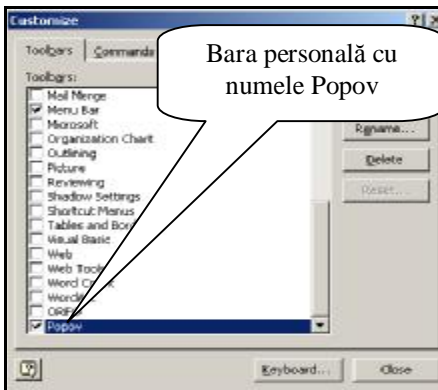 Customize
Bara personală cu
numele Popov
Toolbars
Commands
Toolbars:
Mail Merge
Menu Bar
Microsoft
Organization Chart
Outlining
Picture
Reviewing
Shadow Settings
Shortcut Menus
Tables and Bor
Visual Basic
Web
Web Tool
Word C
Popov
Rename...
Delete
Reset...
Keyboard...
Close